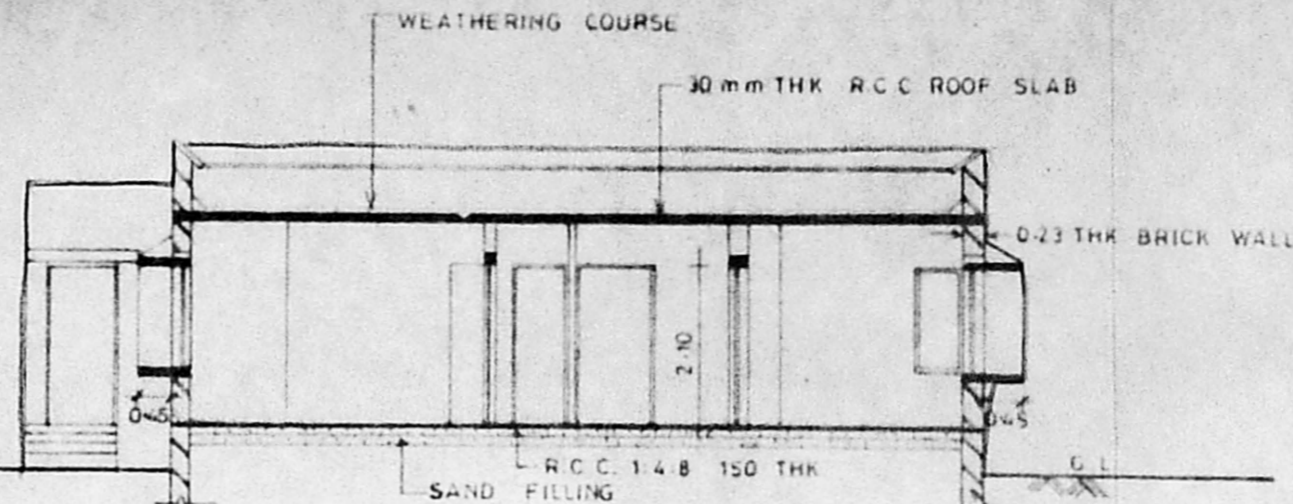 WEATHERING COURSE
30 mm THK R.C.C ROOF SLAB
0.23 THK BRICK WALL
2.10
0.45
0.45
R.C.C. 1:4:8 150 THK
G L
SAND FILLING